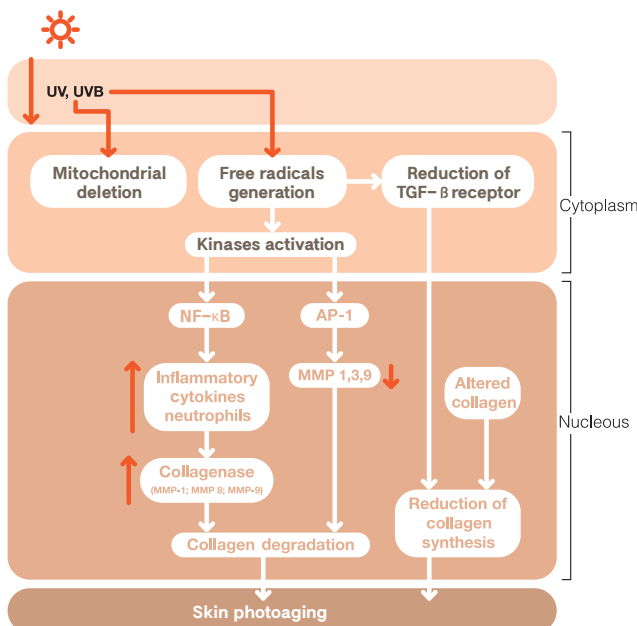 UV, UVB
Mitochondrial
deletion
Free radicals
generation
Reduction of
TGF-β receptor
Cytoplasm
Kinases activation
NF-κB
AP-1
Inflammatory
cytokines
neutrophils
MMP 1,3,9
Altered
collagen
Nucleous
Collagenase
(MMP-1; MMP 8; MMP-9)
Reduction of
collagen
synthesis
Collagen degradation
Skin photoaging